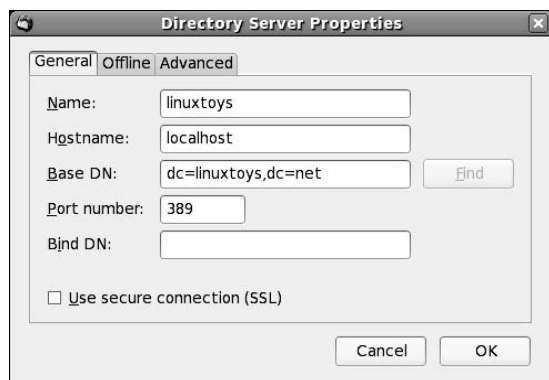 Directory Server Properties
General Offline Advanced
Name: linuxtoys
Hostname: localhost
Base DN: dc=linuxtoys,dc=net Find
Port number: 389
Bind DN:
Use secure connection (SSL)
Cancel OK